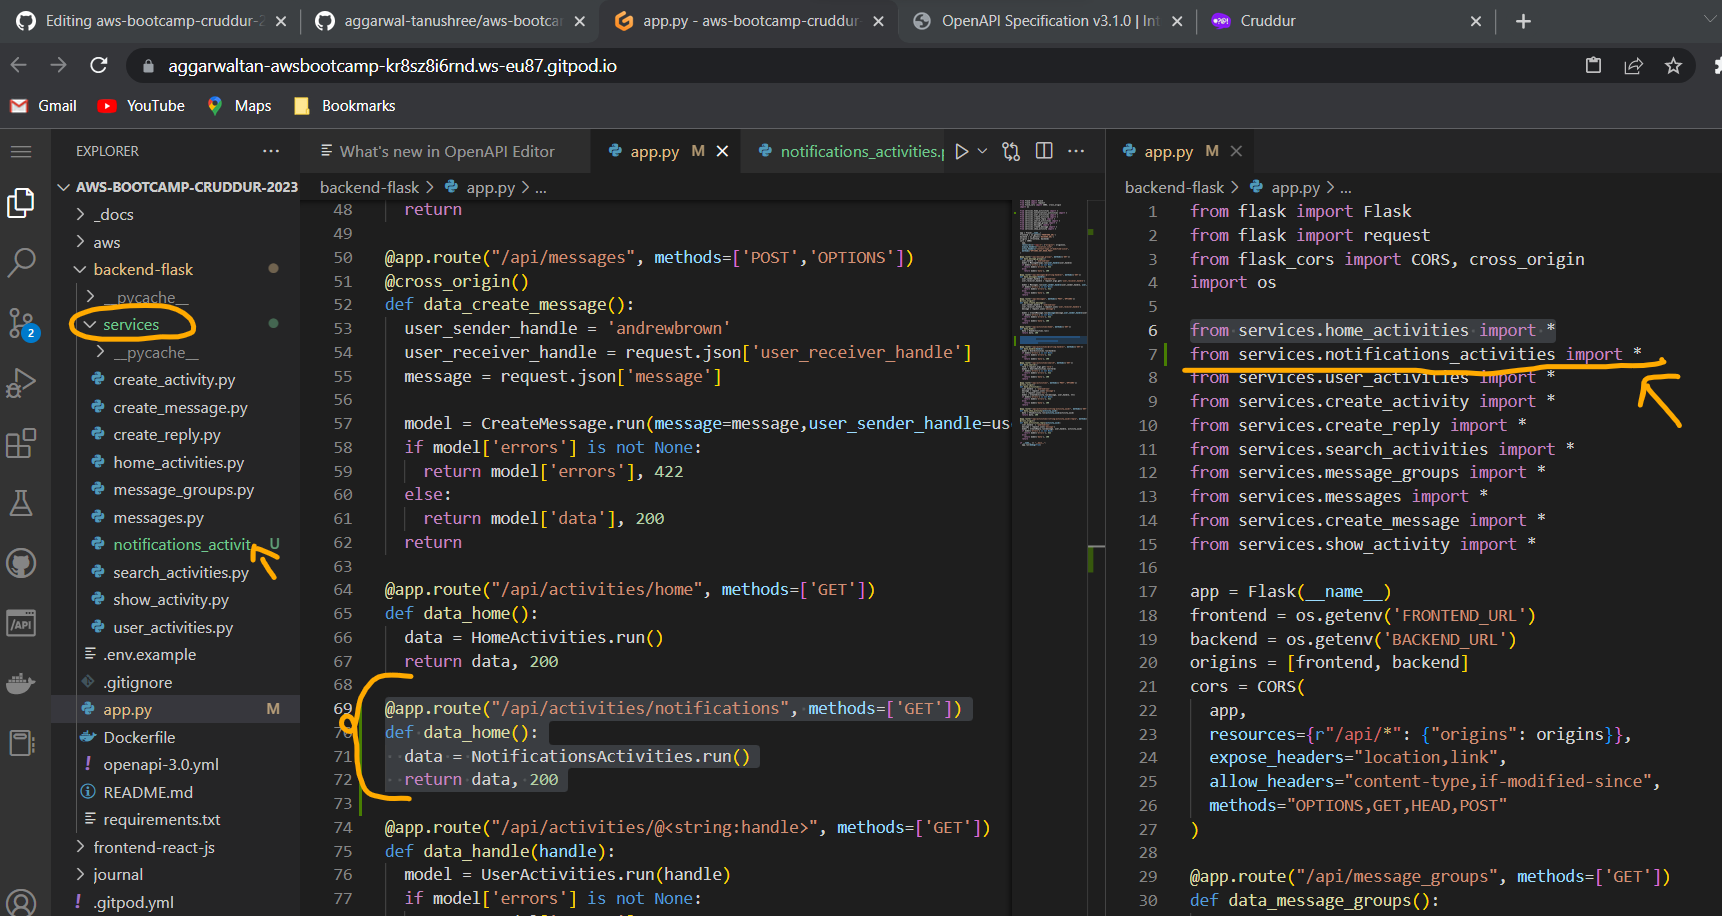 Editing aws-bootcamp-cruddur-2
aggarwal-tanushree/aws-bootca
app.py - aws-bootcamp-cruddur-
OpenAPI Specification v3.1.0 | Int
Cruddur
aggarwaltan-awsbootcamp-kr8sz8i6rnd.ws-eu87.gitpod.io
Gmail
YouTube
Maps
Bookmarks
EXPLORER
AWS-BOOTCAMP-CRUDDUR-2023
_docs
aws
backend-flask
__pycache__
services
__pycache__
create_activity.py
create_message.py
create_reply.py
home_activities.py
message_groups.py
messages.py
notifications_activit U
search_activities.py
show_activity.py
user_activities.py
.env.example
.gitignore
app.py M
Dockerfile
openapi-3.0.yml
README.md
requirements.txt
frontend-react-js
journal
.gitpod.yml
2
/API
What's new in OpenAPI Editor
app.py M
notifications_activities.p
backend-flask > app.py > ...
48 return
49
50 @app.route("/api/messages", methods=['POST','OPTIONS'])
51 @cross_origin()
52 def data_create_message():
53 user_sender_handle = 'andrewbrown'
54 user_receiver_handle = request.json['user_receiver_handle']
55 message = request.json['message']
56
57 model = CreateMessage.run(message=message,user_sender_handle=us
58 if model['errors'] is not None:
59 return model['errors'], 422
60 else:
61 return model['data'], 200
62 return
63
64 @app.route("/api/activities/home", methods=['GET'])
65 def data_home():
66 data = HomeActivities.run()
67 return data, 200
68
69 @app.route("/api/activities/notifications", methods=['GET'])
70 def data_home():
71 data = NotificationsActivities.run()
72 return data, 200
73
74 @app.route("/api/activities/@<string:handle>", methods=['GET'])
75 def data_handle(handle):
76 model = UserActivities.run(handle)
77 if model['errors'] is not None:
app.py M
backend-flask > app.py > ...
1 from flask import Flask
2 from flask import request
3 from flask_cors import CORS, cross_origin
4 import os
5
6 from services.home_activities import *
7 from services.notifications_activities import *
8 from services.user_activities import *
9 from services.create_activity import *
10 from services.create_reply import *
11 from services.search_activities import *
12 from services.message_groups import *
13 from services.messages import *
14 from services.create_message import *
15 from services.show_activity import *
16
17 app = Flask(__name__)
18 frontend = os.getenv('FRONTEND_URL')
19 backend = os.getenv('BACKEND_URL')
20 origins = [frontend, backend]
21 cors = CORS(
22 app,
23 resources={r"/api/*": {"origins": origins}},
24 expose_headers="location,link",
25 allow_headers="content-type,if-modified-since",
26 methods="OPTIONS,GET,HEAD,POST"
27 )
28
29 @app.route("/api/message_groups", methods=['GET'])
30 def data_message_groups():